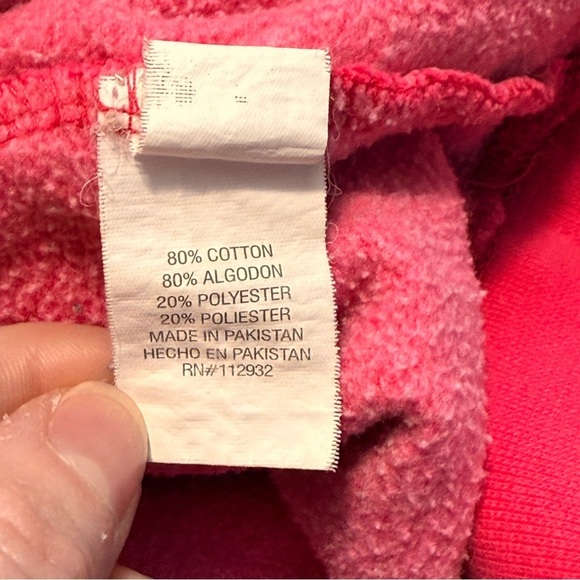 80% COTTON
80% ALGODON
20% POLYESTER
20% POLIESTER
MADE IN PAKISTAN
HECHO EN PAKISTAN
RN#112932